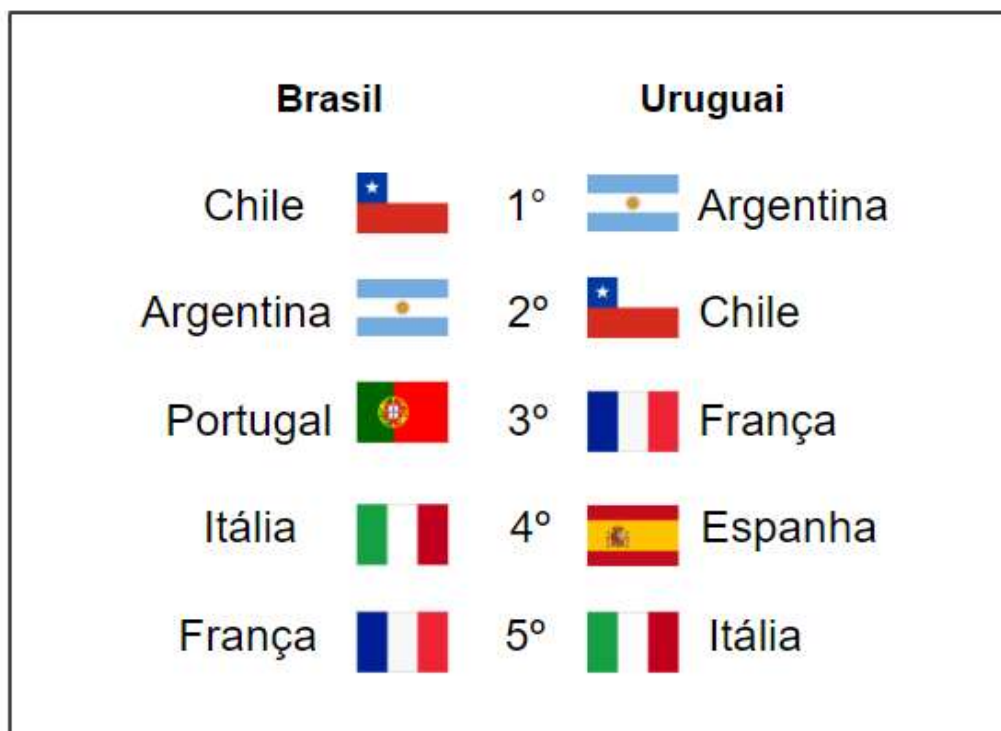 Brasil Uruguai
Chile 1° Argentina
Argentina 2º Chile
Portugal 3º França
Itália 4º Espanha
França 5º Itália